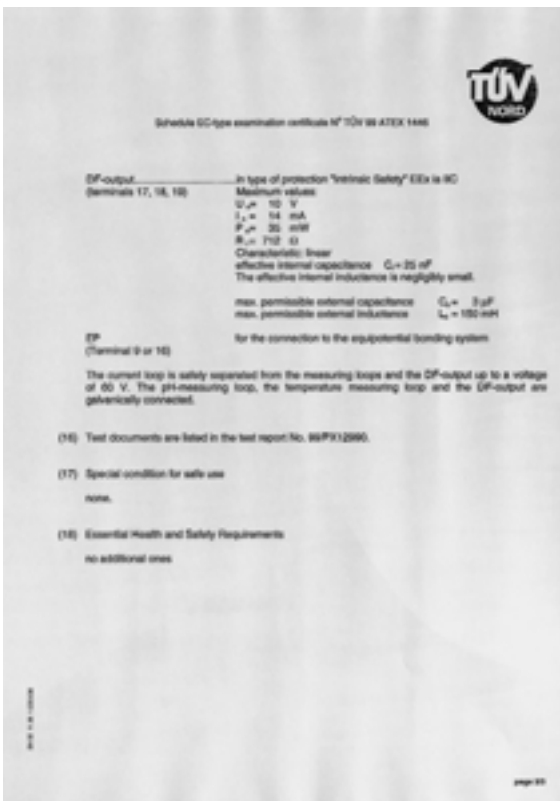 TÜV
NORD
Schedule EC-type examination certificate N° TÜV 99 ATEX 1446
DF-output in type of protection "Intrinsic Safety" EEx ia IIC
(terminals 17, 18, 19) Maximum values:
U = 10 V
I = 14 mA
P = 35 mW
R = 712 Ω
Characteristic: linear
effective internal capacitance Cᵢ = 25 nF
The effective internal inductance is negligibly small.
max. permissible external capacitance Cₒ = 3 µF
max. permissible external inductance Lₒ = 150 mH
EP for the connection to the equipotential bonding system
(Terminal 9 or 16)
The current loop is safely separated from the measuring loops and the DF-output up to a voltage
of 60 V. The pH-measuring loop, the temperature measuring loop and the DF-output are
galvanically connected.
(16) Test documents are listed in the test report No. 99/PX12990.
(17) Special condition for safe use
none.
(18) Essential Health and Safety Requirements
no additional ones
page